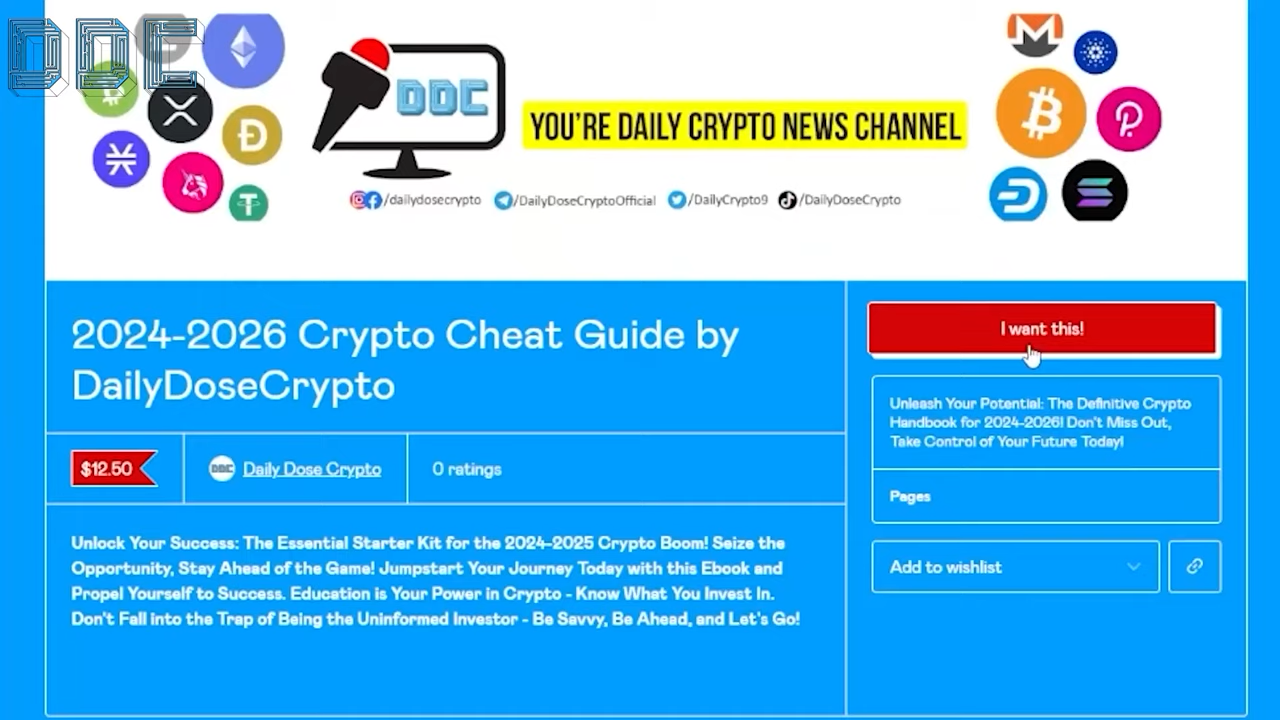 DDC
DDC
YOU'RE DAILY CRYPTO NEWS CHANNEL
/dailydosecrypto /DailyDoseCryptoOfficial /DailyCrypto9 /DailyDoseCrypto
2024-2026 Crypto Cheat Guide by
DailyDoseCrypto
I want this!
Unleash Your Potential: The Definitive Crypto
Handbook for 2024-2026! Don't Miss Out,
Take Control of Your Future Today!
$12.50
DDC Daily Dose Crypto
0 ratings
Pages
Unlock Your Success: The Essential Starter Kit for the 2024-2025 Crypto Boom! Seize the
Opportunity, Stay Ahead of the Game! Jumpstart Your Journey Today with this Ebook and
Propel Yourself to Success. Education is Your Power in Crypto - Know What You Invest In.
Don't Fall into the Trap of Being the Uninformed Investor - Be Savvy, Be Ahead, and Let's Go!
Add to wishlist